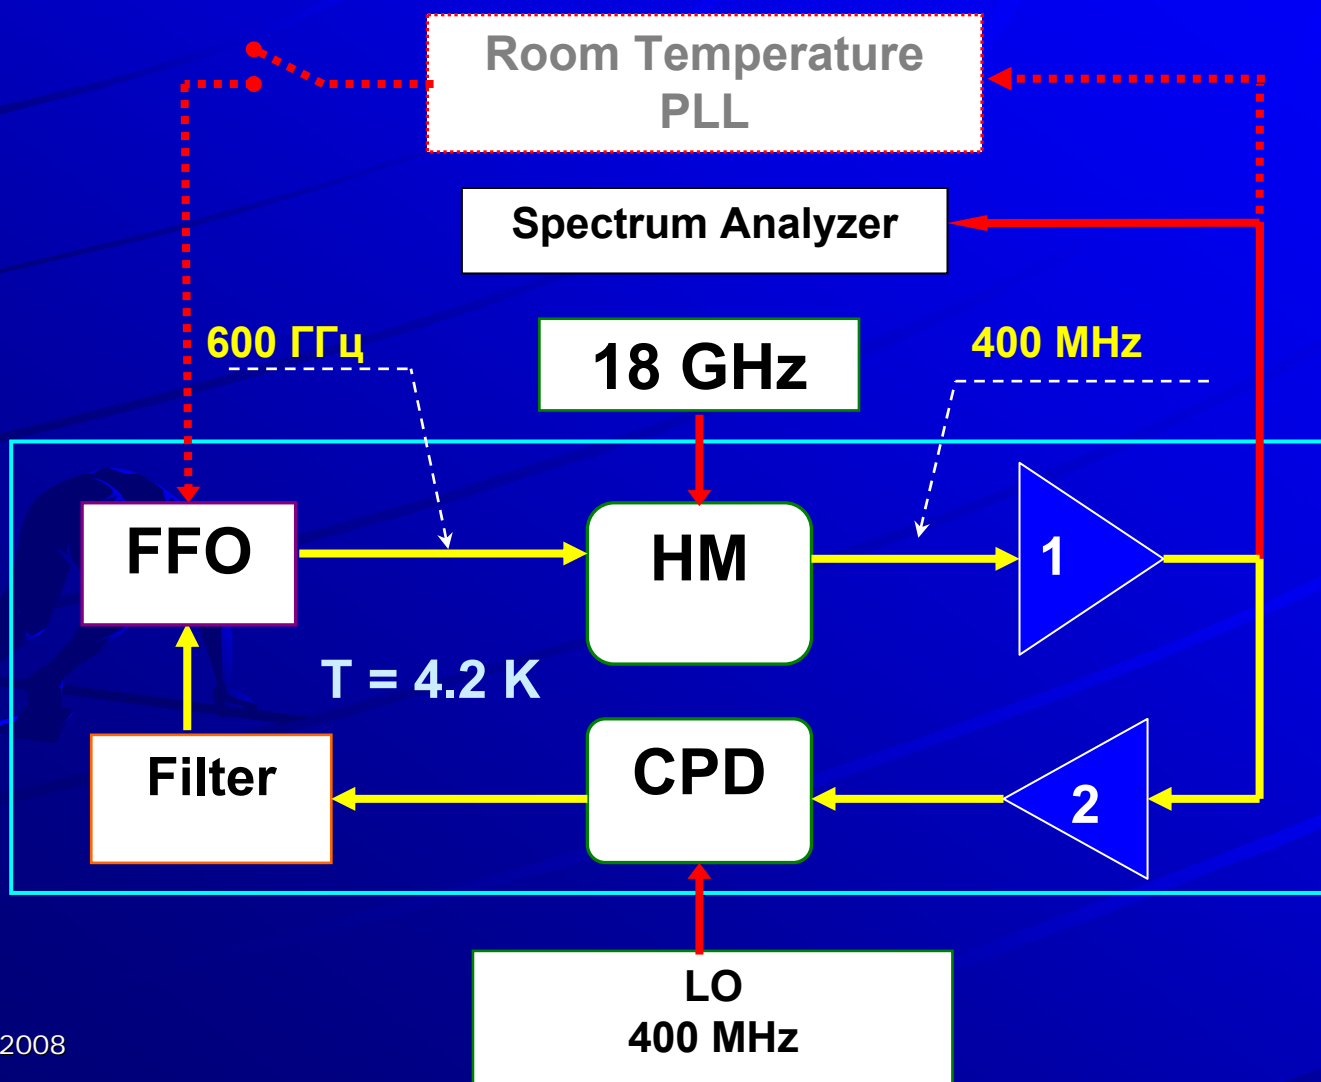 Room Temperature
PLL
Spectrum Analyzer
600 ГГц
18 GHz
400 MHz
FFO
HM
1
T = 4.2 K
Filter
CPD
2
LO
400 MHz
2008